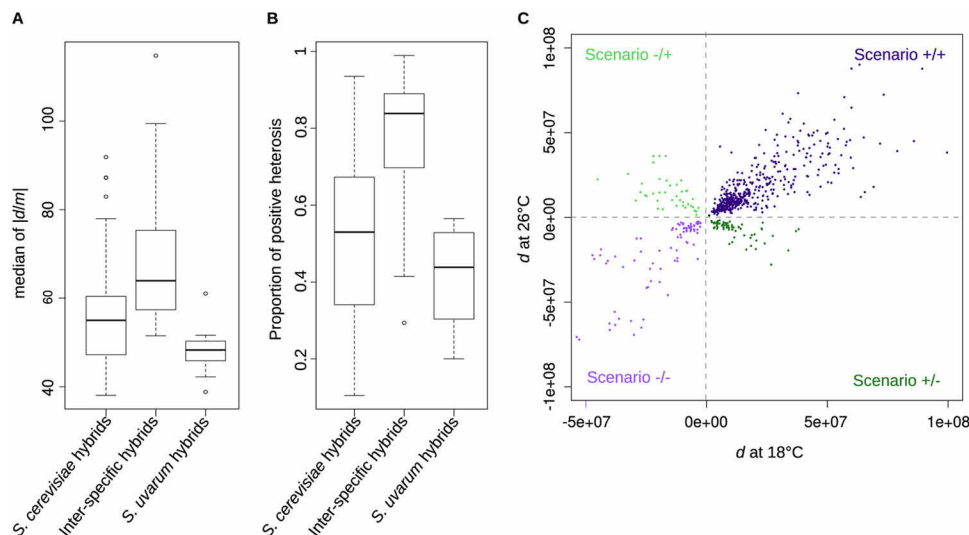 A
median of |d/m|
100
80
60
40
S. cerevisiae hybrids
Inter-specific hybrids
S. uvarum hybrids
B
Proportion of positive heterosis
1
0.8
0.6
0.4
0.2
S. cerevisiae hybrids
Inter-specific hybrids
S. uvarum hybrids
C
d at 26°C
1e+08
5e+07
0e+00
-5e+07
-1e+08
Scenario -/+
Scenario +/+
Scenario -/-
Scenario +/-
-5e+07
0e+00
5e+07
1e+08
d at 18°C